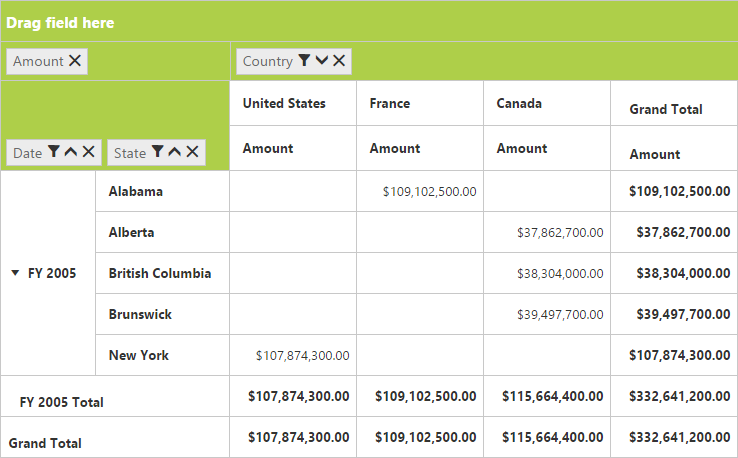 Drag field here
Amount Country
United States France Canada Grand Total
Date State Amount Amount Amount Amount
Alabama $109,102,500.00 $109,102,500.00
Alberta $37,862,700.00 $37,862,700.00
FY 2005 British Columbia $38,304,000.00 $38,304,000.00
Brunswick $39,497,700.00 $39,497,700.00
New York $107,874,300.00 $107,874,300.00
FY 2005 Total $107,874,300.00 $109,102,500.00 $115,664,400.00 $332,641,200.00
Grand Total $107,874,300.00 $109,102,500.00 $115,664,400.00 $332,641,200.00